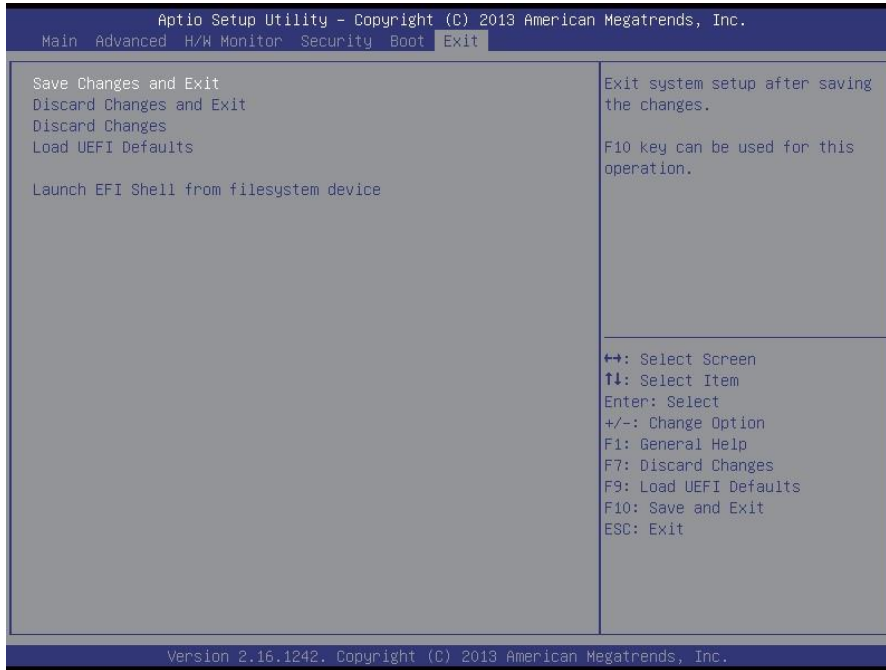 Aptio Setup Utility – Copyright (C) 2013 American Megatrends, Inc.
Main Advanced H/W Monitor Security Boot Exit
Save Changes and Exit
Discard Changes and Exit
Discard Changes
Load UEFI Defaults
Launch EFI Shell from filesystem device
Exit system setup after saving
the changes.
F10 key can be used for this
operation.
↔: Select Screen
↑↓: Select Item
Enter: Select
+/-: Change Option
F1: General Help
F7: Discard Changes
F9: Load UEFI Defaults
F10: Save and Exit
ESC: Exit
Version 2.16.1242. Copyright (C) 2013 American Megatrends, Inc.